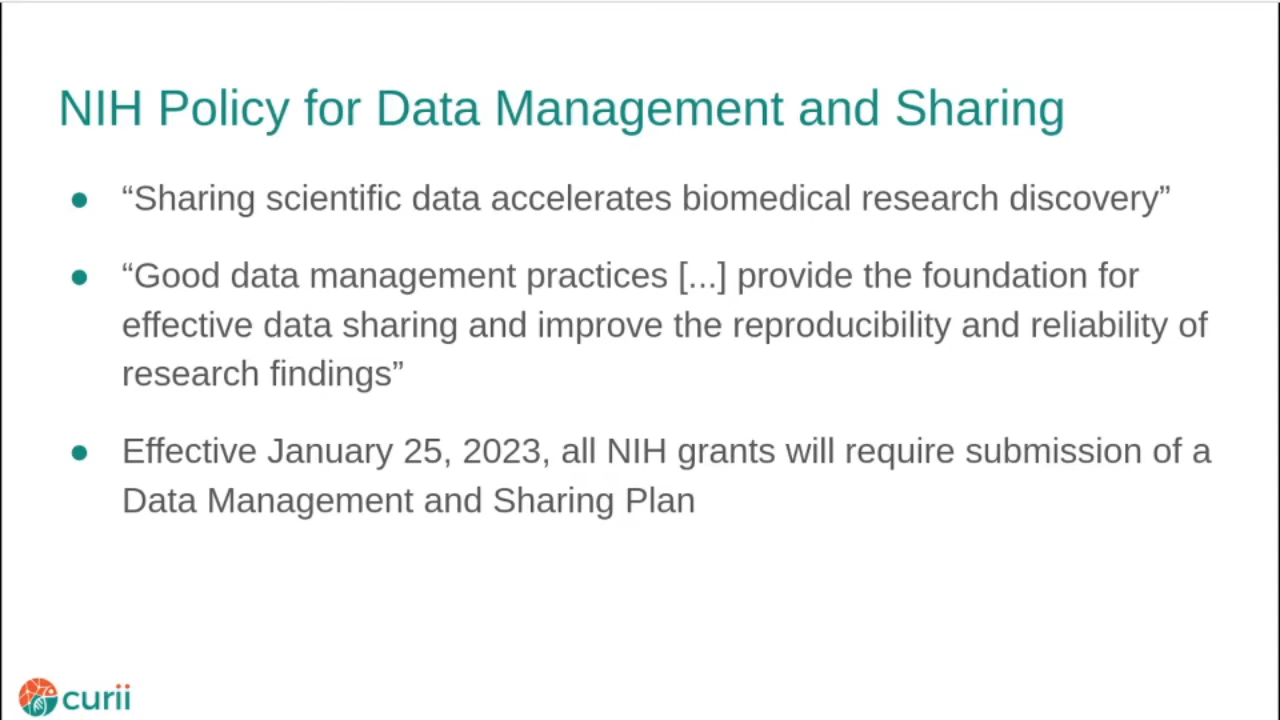 NIH Policy for Data Management and Sharing
● “Sharing scientific data accelerates biomedical research discovery”
● “Good data management practices [...] provide the foundation for
effective data sharing and improve the reproducibility and reliability of
research findings”
● Effective January 25, 2023, all NIH grants will require submission of a
Data Management and Sharing Plan
curii